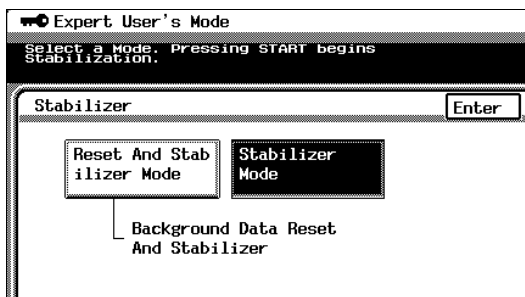 Expert User's Mode
Select a Mode. Pressing START begins
Stabilization.
Stabilizer
Enter
Reset And Stab
ilizer Mode
Stabilizer
Mode
Background Data Reset
And Stabilizer